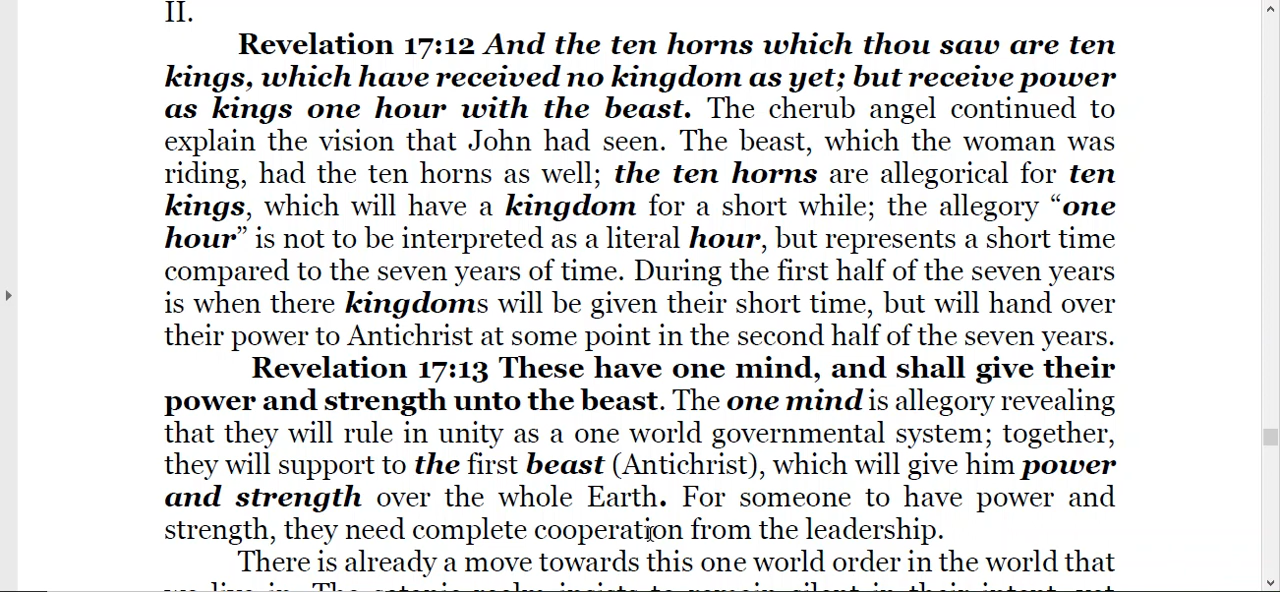 II.
Revelation 17:12 And the ten horns which thou saw are ten
kings, which have received no kingdom as yet; but receive power
as kings one hour with the beast. The cherub angel continued to
explain the vision that John had seen. The beast, which the woman was
riding, had the ten horns as well; the ten horns are allegorical for ten
kings, which will have a kingdom for a short while; the allegory “one
hour” is not to be interpreted as a literal hour, but represents a short time
compared to the seven years of time. During the first half of the seven years
is when there kingdoms will be given their short time, but will hand over
their power to Antichrist at some point in the second half of the seven years.
Revelation 17:13 These have one mind, and shall give their
power and strength unto the beast. The one mind is allegory revealing
that they will rule in unity as a one world governmental system; together,
they will support to the first beast (Antichrist), which will give him power
and strength over the whole Earth. For someone to have power and
strength, they need complete cooperation from the leadership.
There is already a move towards this one world order in the world that